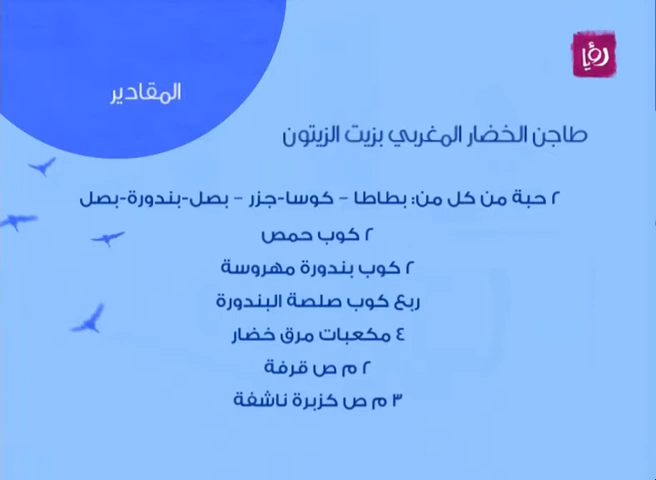 رؤيا
المقادير
طاجن الخضار المغربي بزيت الزيتون
٢ حبة من كل من: بطاطا – كوسا-جزر – بصل-بندورة-بصل
٢ كوب حمص
٢ كوب بندورة مهروسة
ربع كوب صلصة البندورة
٤ مكعبات مرق خضار
٢ م ص قرفة
٣ م ص كزبرة ناشفة